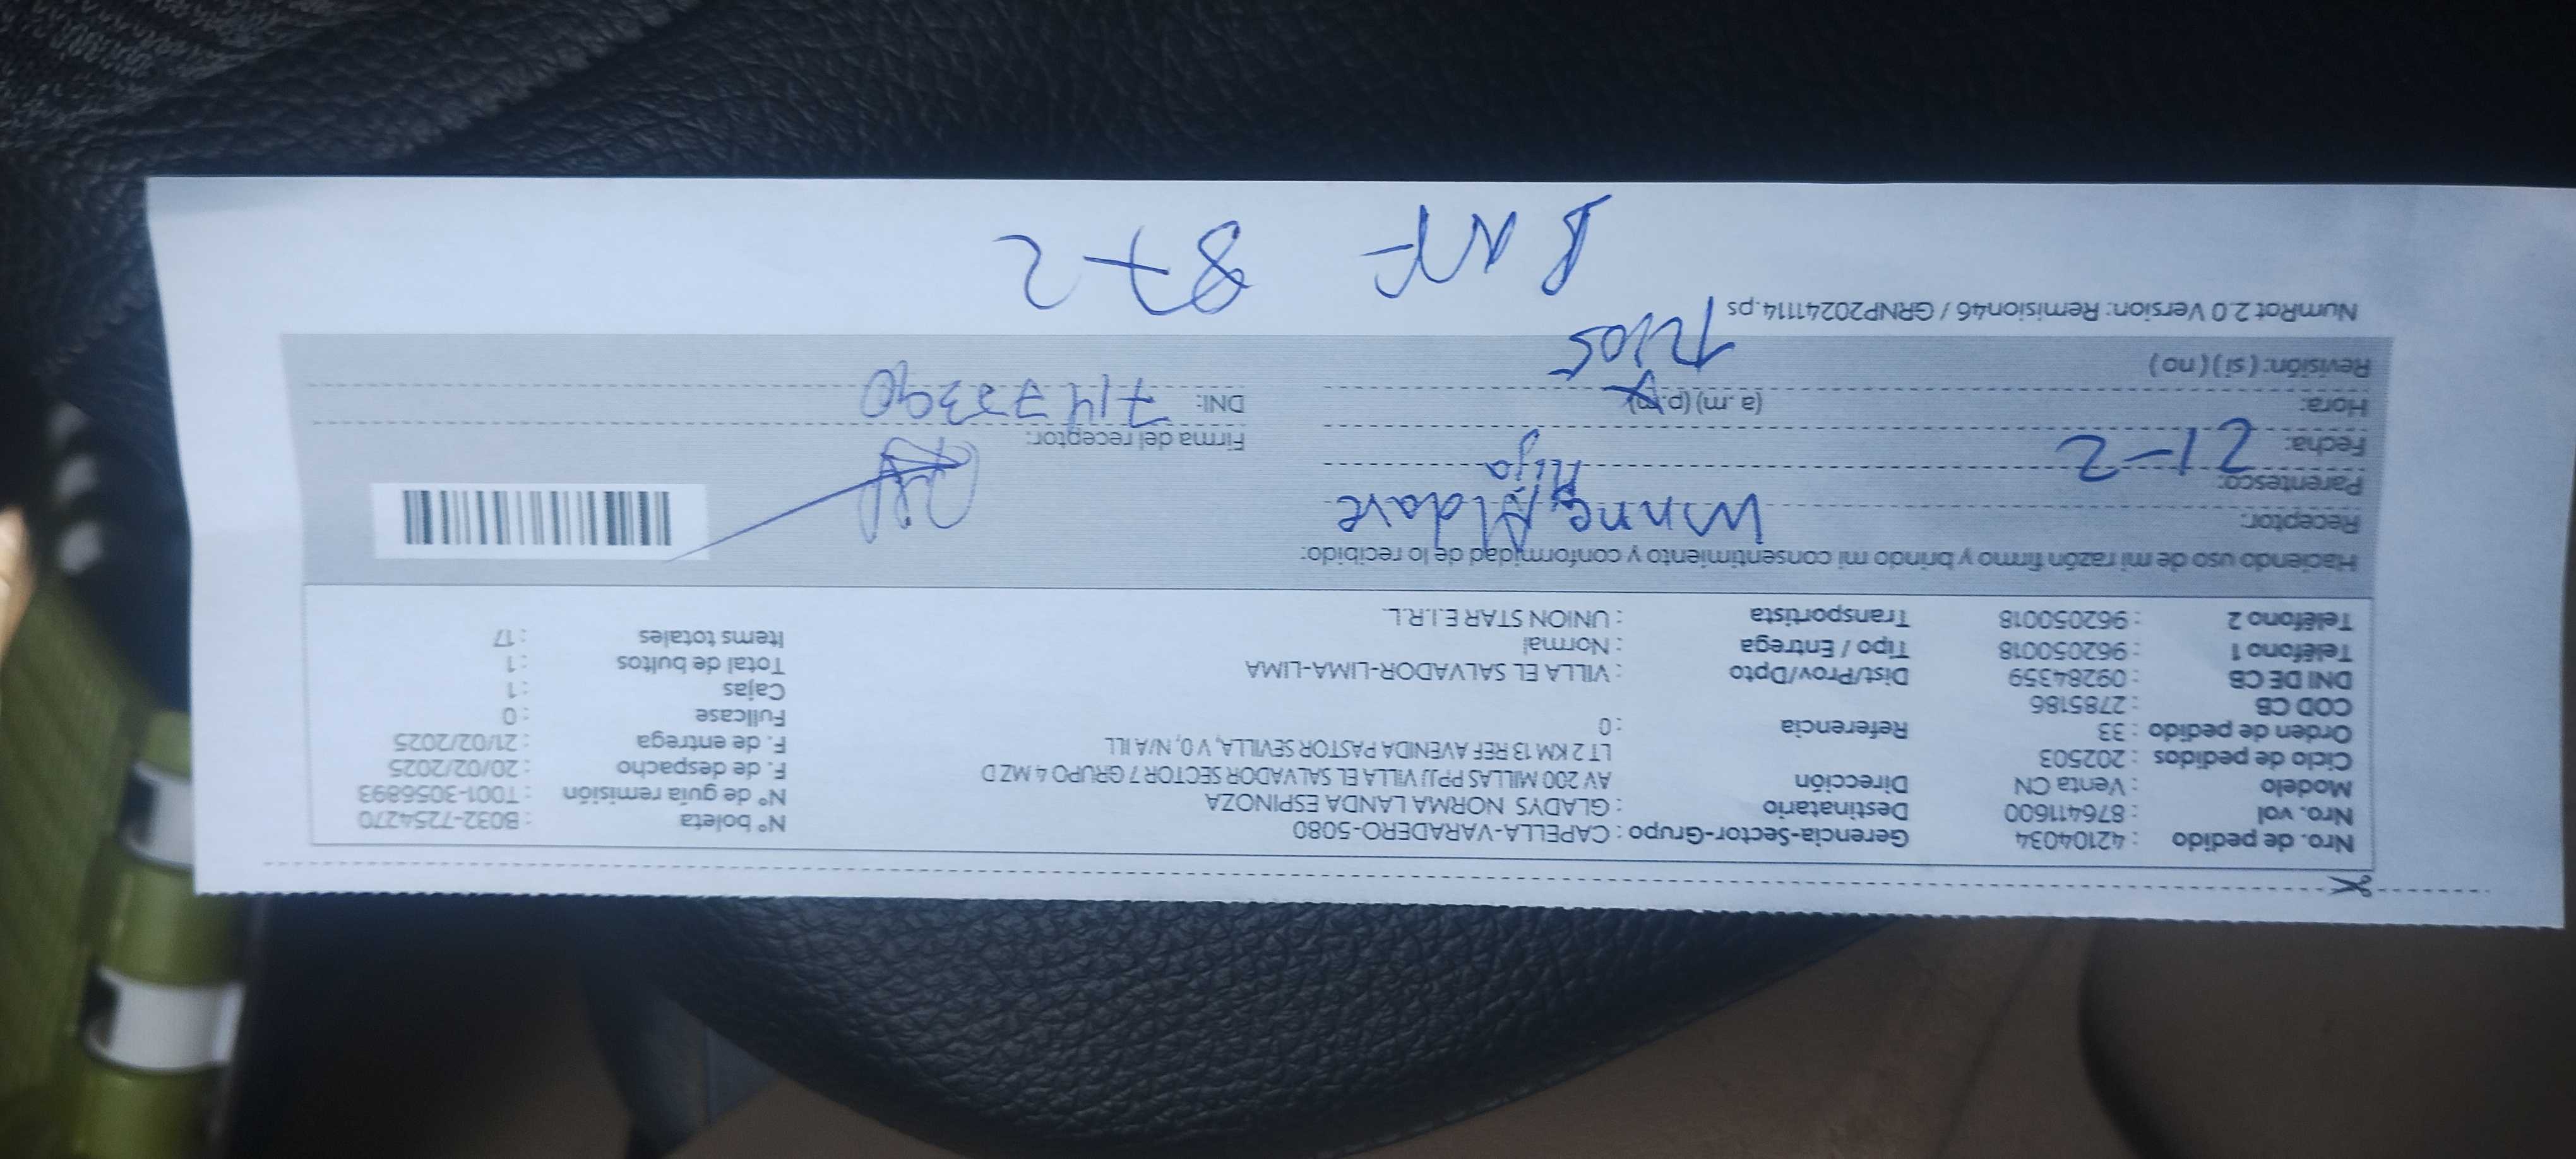 Nro. de pedido : 42104034 Gerencia-Sector-Grupo : CAPELLA-VARADERO-5080 N° boleta : B032-7254270
Nro. vol : 876411600 Destinatario : GLADYS NORMA LANDA ESPINOZA N° de guía remisión : T001-3056893
Modelo : Venta CN Dirección AV 200 MILLAS PPJJ VILLA EL SALVADOR SECTOR 7 GRUPO 4 MZ D F. de despacho : 20/02/2025
Ciclo de pedidos : 202503 LT 2 KM 13 REF AVENIDA PASTOR SEVILLA, V 0, N/A ILL F. de entrega : 21/02/2025
Orden de pedido : 33 Referencia : 0 Fullcase : 0
COD CB : 2785186 Cajas : 1
DNI DE CB : 09284359 Dist/Prov/Dpto : VILLA EL SALVADOR-LIMA-LIMA Total de bultos : 1
Teléfono 1 : 962050018 Tipo / Entrega : Normal Items totales : 17
Teléfono 2 : 962050018 Transportista : UNION STAR E.I.R.L.
Haciendo uso de mi razón firmo y brindo mi consentimiento y conformidad de lo recibido:
Receptor: Aldave
Parentesco: Hija
Fecha: 21-2 Firma del receptor:
Hora: (a.m) (p.m) DNI: 71473390
Revisión: ( si ) ( no ) 12:05
NumRot 2.0 Version: Remision46 / GRNP20241114.ps
87-2